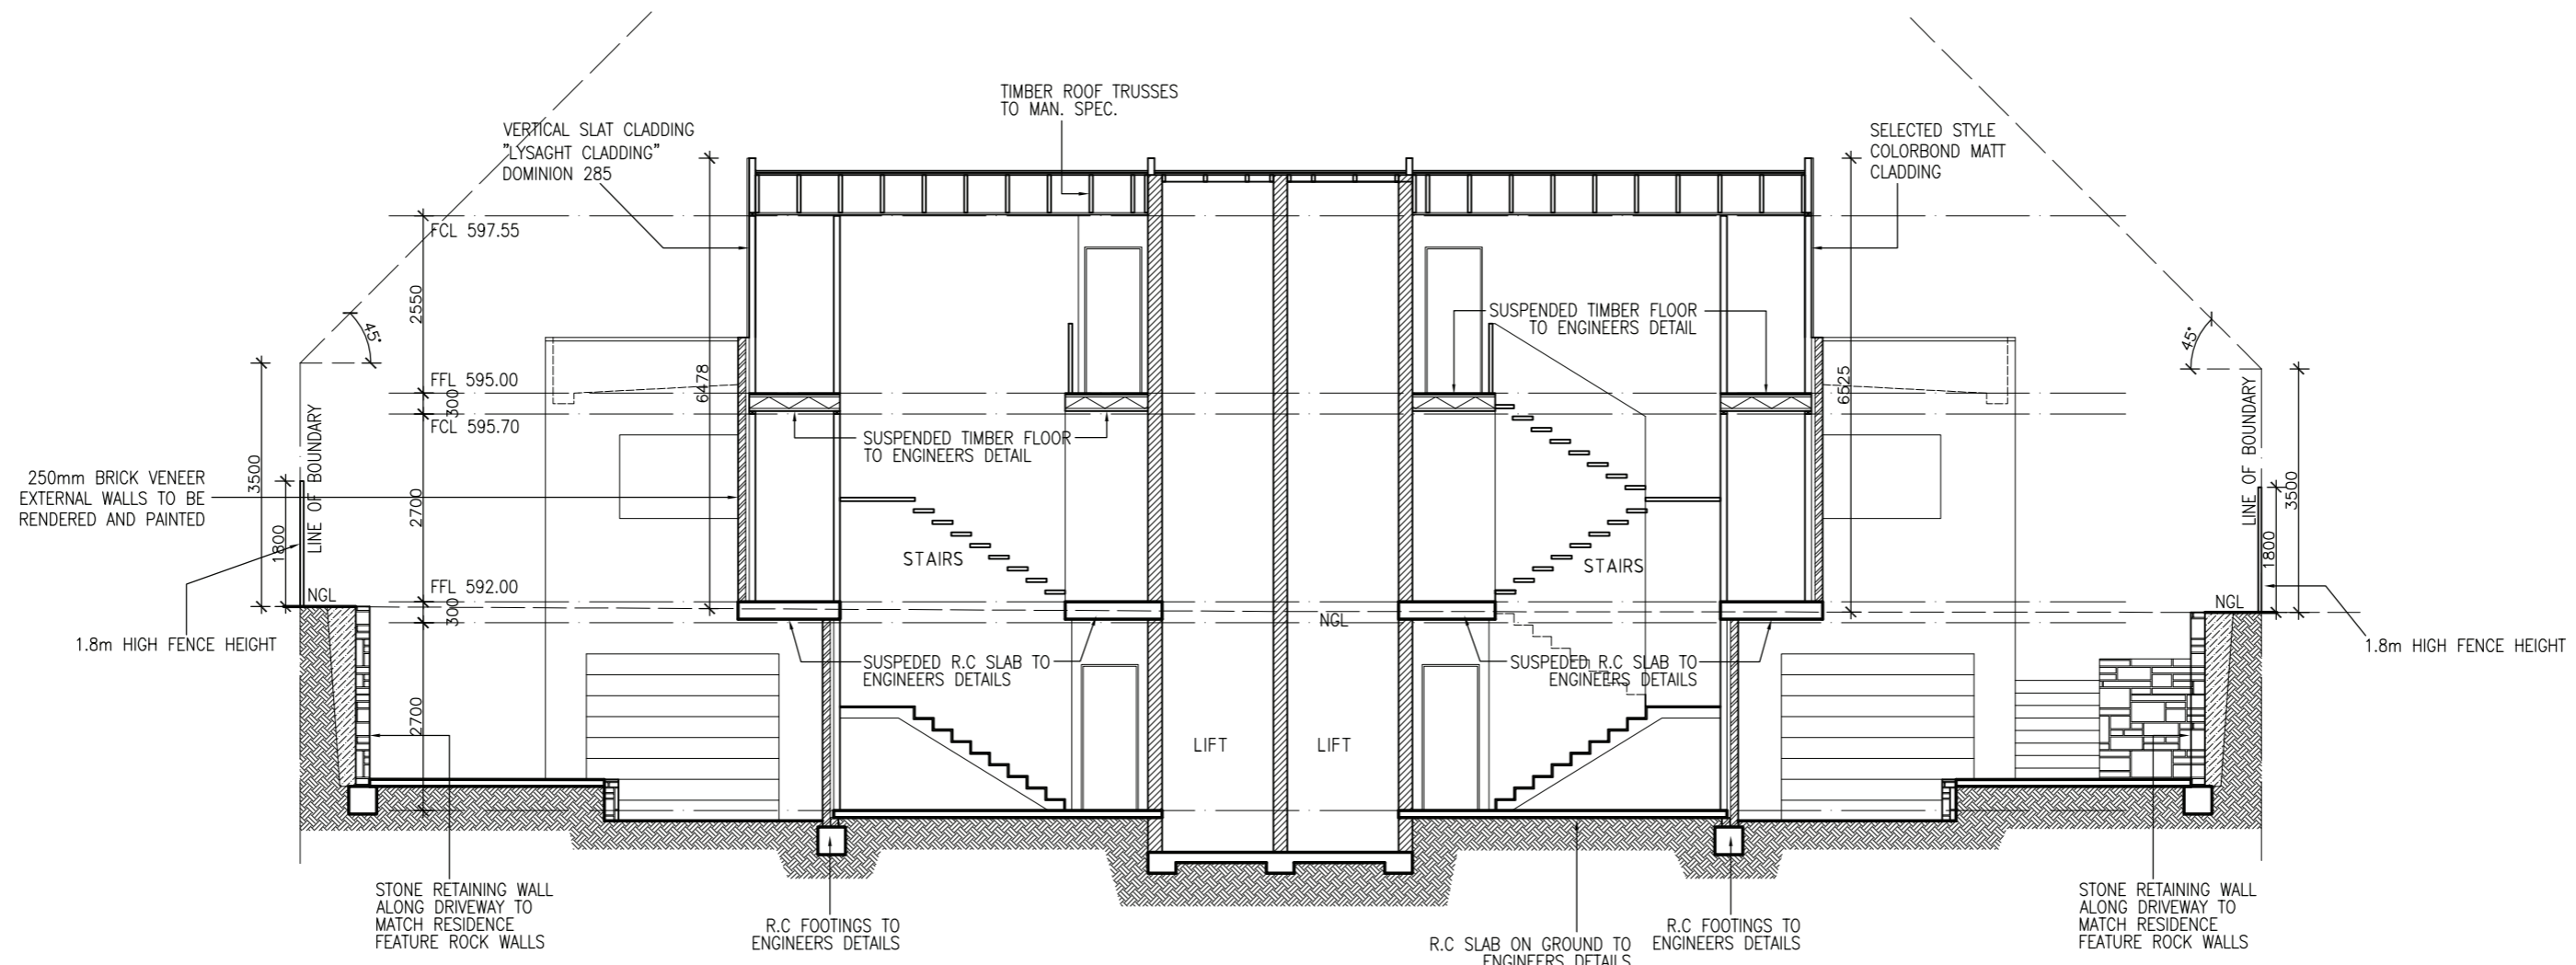 TIMBER ROOF TRUSSES
TO MAN. SPEC.
VERTICAL SLAT CLADDING
"LYSAGHT CLADDING"
DOMINION 285
SELECTED STYLE
COLORBOND MATT
CLADDING
FCL 597.55
2550
45°
45°
SUSPENDED TIMBER FLOOR
TO ENGINEERS DETAIL
FFL 595.00
300
FCL 595.70
6478
6525
SUSPENDED TIMBER FLOOR
TO ENGINEERS DETAIL
LINE OF BOUNDARY
3500
1800
2700
250mm BRICK VENEER
EXTERNAL WALLS TO BE
RENDERED AND PAINTED
LINE OF BOUNDARY
3500
1800
STAIRS
STAIRS
FFL 592.00
300
NGL
NGL
NGL
1.8m HIGH FENCE HEIGHT
1.8m HIGH FENCE HEIGHT
SUSPEDED R.C SLAB TO
ENGINEERS DETAILS
SUSPEDED R.C SLAB TO
ENGINEERS DETAILS
2700
LIFT
LIFT
STONE RETAINING WALL
ALONG DRIVEWAY TO
MATCH RESIDENCE
FEATURE ROCK WALLS
R.C FOOTINGS TO
ENGINEERS DETAILS
R.C SLAB ON GROUND TO
ENGINEERS DETAILS
R.C FOOTINGS TO
ENGINEERS DETAILS
STONE RETAINING WALL
ALONG DRIVEWAY TO
MATCH RESIDENCE
FEATURE ROCK WALLS